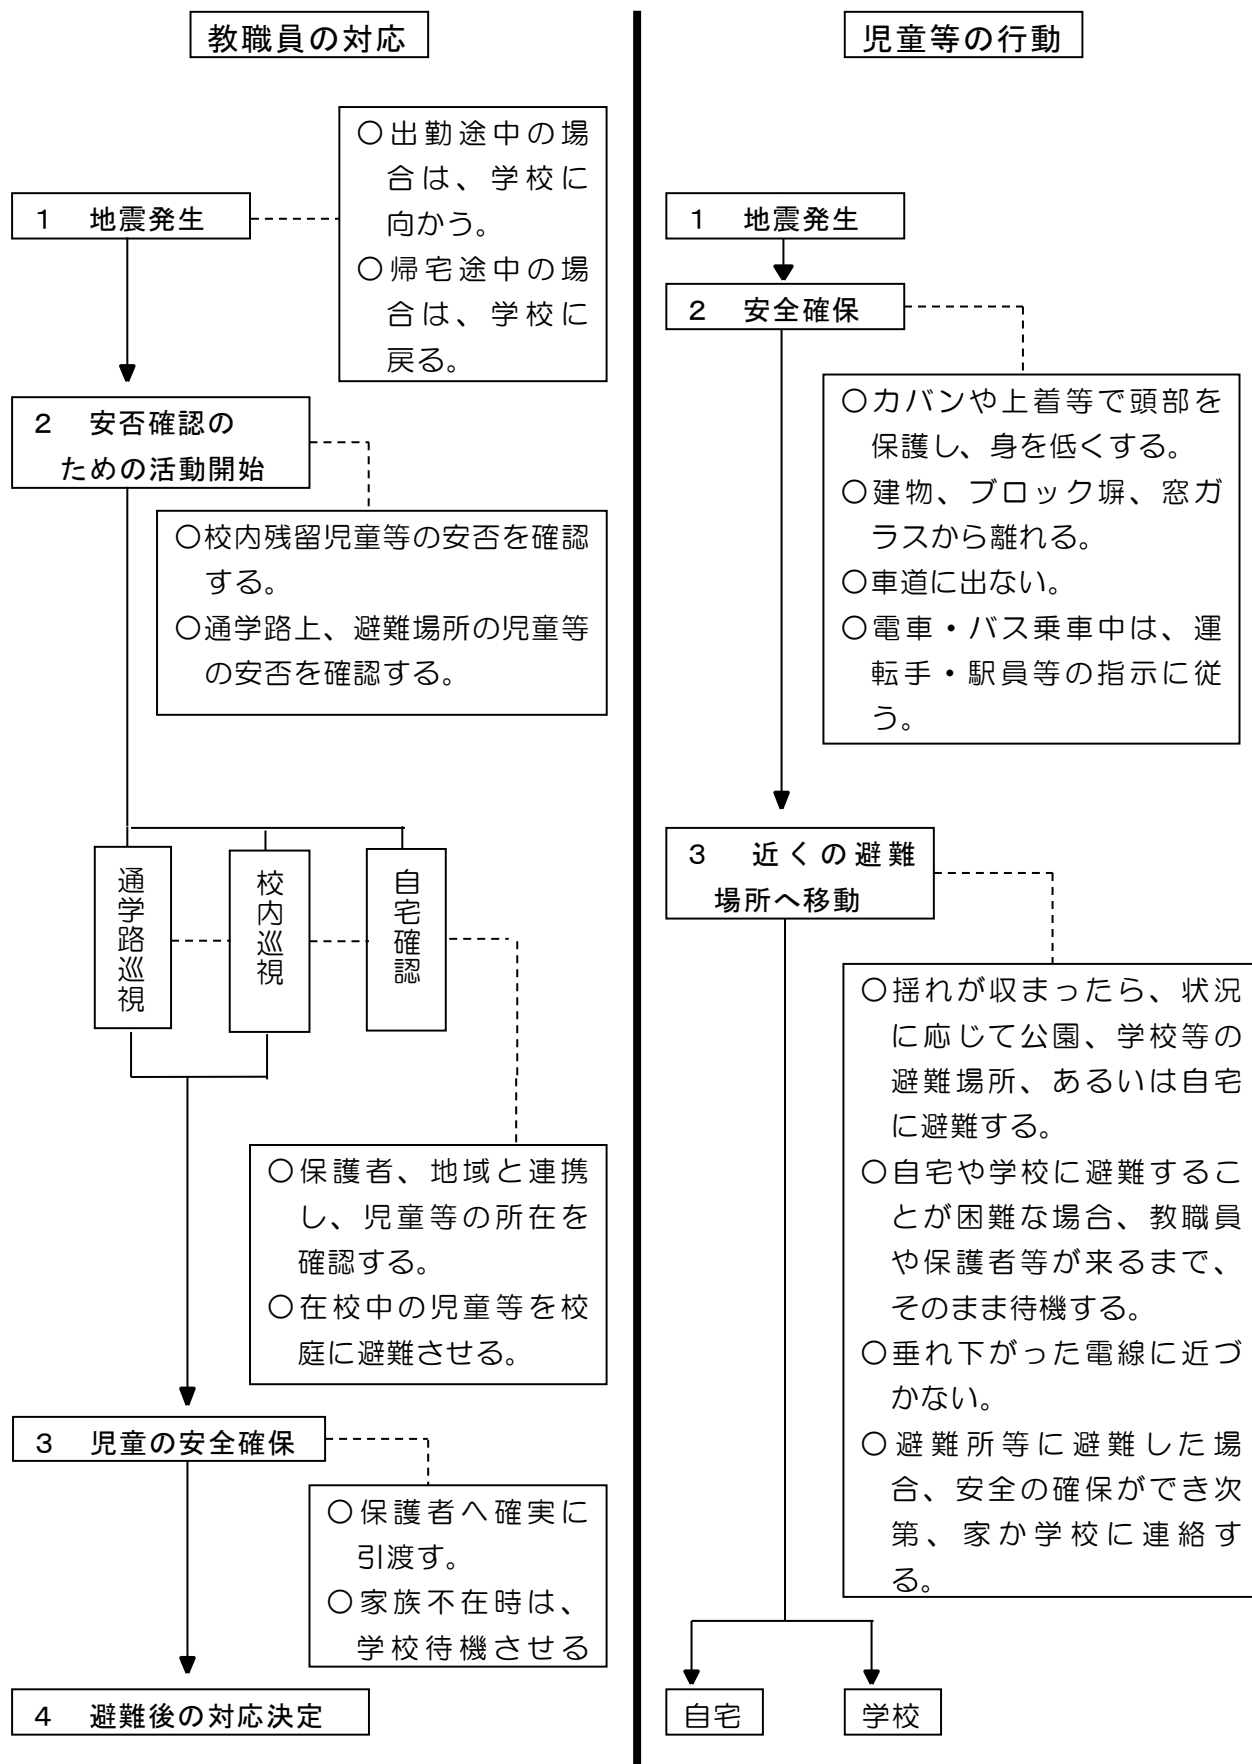 教職員の対応
○出勤途中の場
合は、学校に
向かう。
○帰宅途中の場
合は、学校に
戻る。
1 地震発生
2 安否確認の
ための活動開始
○校内残留児童等の安否を確認
する。
○通学路上、避難場所の児童等
の安否を確認する。
通学路巡視
校内巡視
自宅確認
○保護者、地域と連携
し、児童等の所在を
確認する。
○在校中の児童等を校
庭に避難させる。
3 児童の安全確保
○保護者へ確実に
引渡す。
○家族不在時は、
学校待機させる
4 避難後の対応決定
児童等の行動
1 地震発生
2 安全確保
○カバンや上着等で頭部を
保護し、身を低くする。
○建物、ブロック塀、窓ガ
ラスから離れる。
○車道に出ない。
○電車・バス乗車中は、運
転手・駅員等の指示に従
う。
3 近くの避難
場所へ移動
○揺れが収まったら、状況
に応じて公園、学校等の
避難場所、あるいは自宅
に避難する。
○自宅や学校に避難するこ
とが困難な場合、教職員
や保護者等が来るまで、
そのまま待機する。
○垂れ下がった電線に近づ
かない。
○避難所等に避難した場
合、安全の確保ができ次
第、家か学校に連絡す
る。
自宅
学校